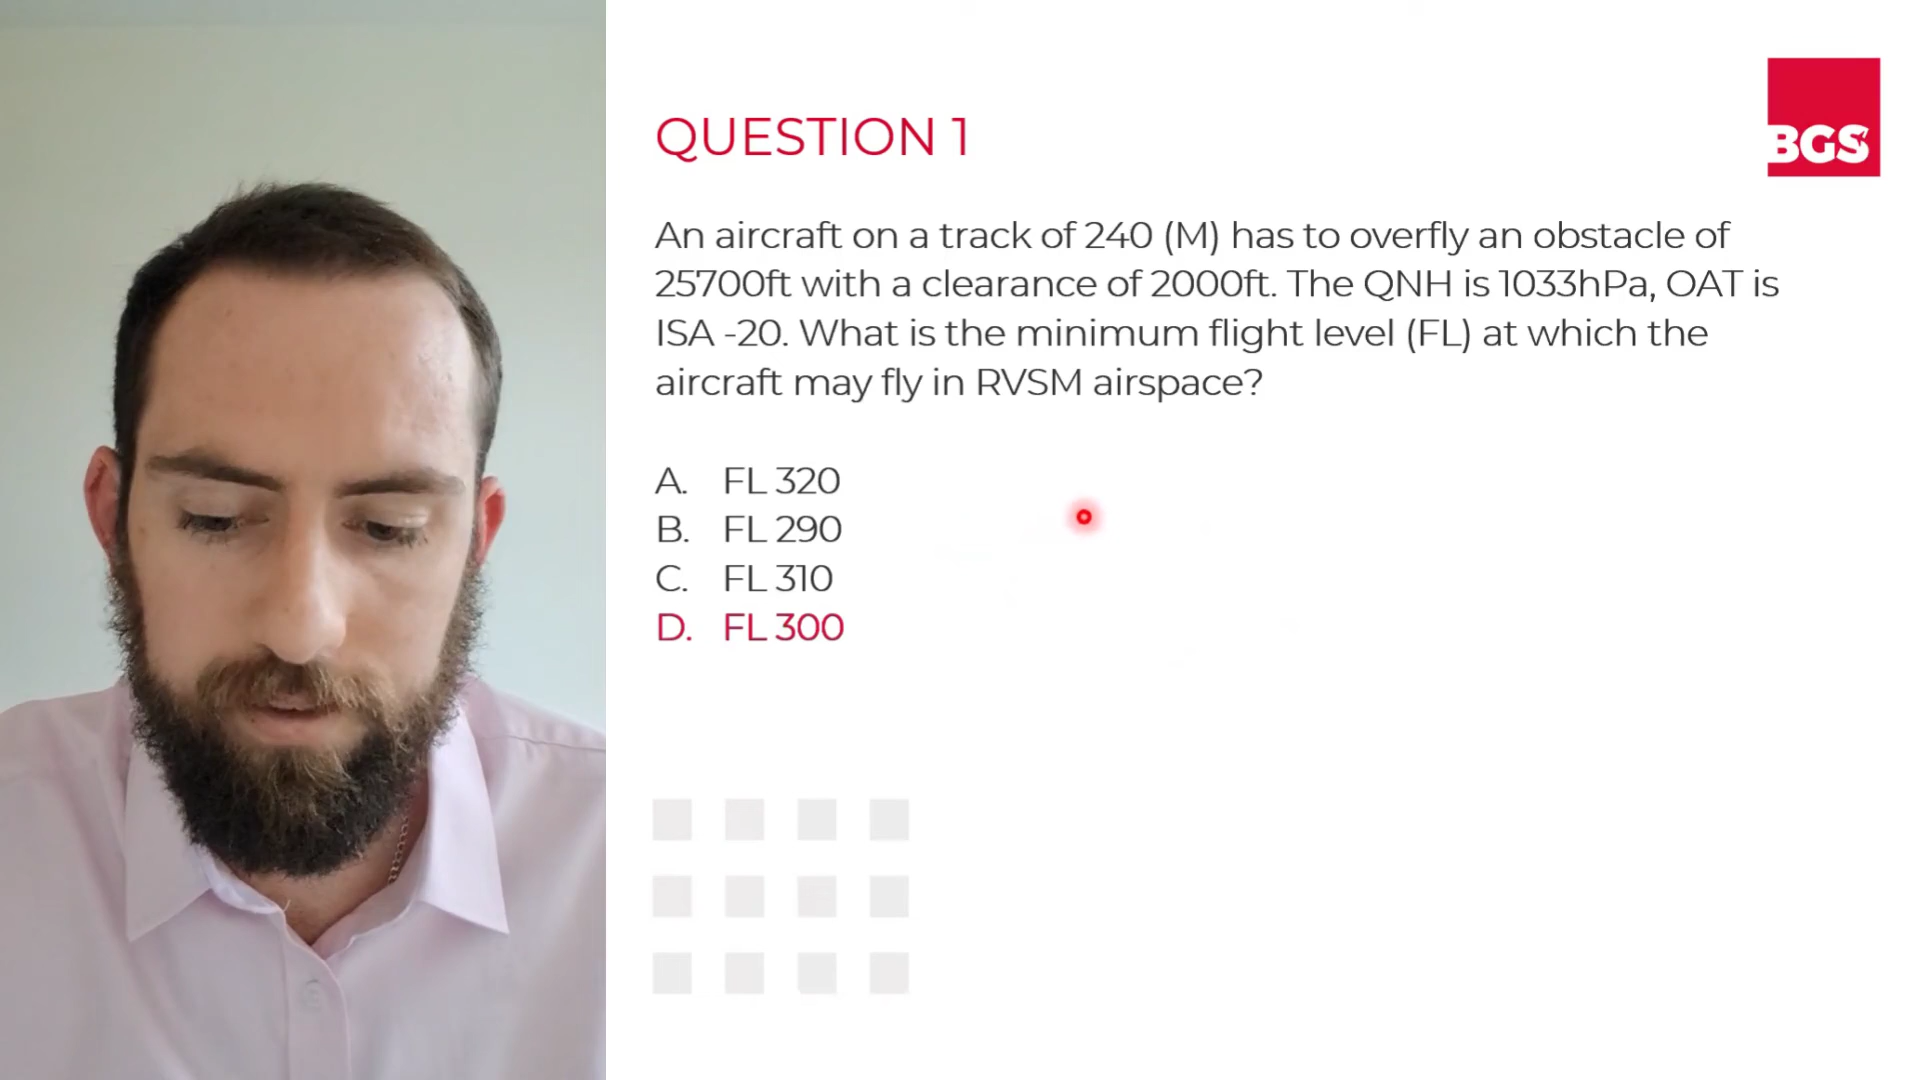 BGS
QUESTION 1
An aircraft on a track of 240 (M) has to overfly an obstacle of
25700ft with a clearance of 2000ft. The QNH is 1033hPa, OAT is
ISA -20. What is the minimum flight level (FL) at which the
aircraft may fly in RVSM airspace?
A. FL 320
B. FL 290
C. FL 310
D. FL 300